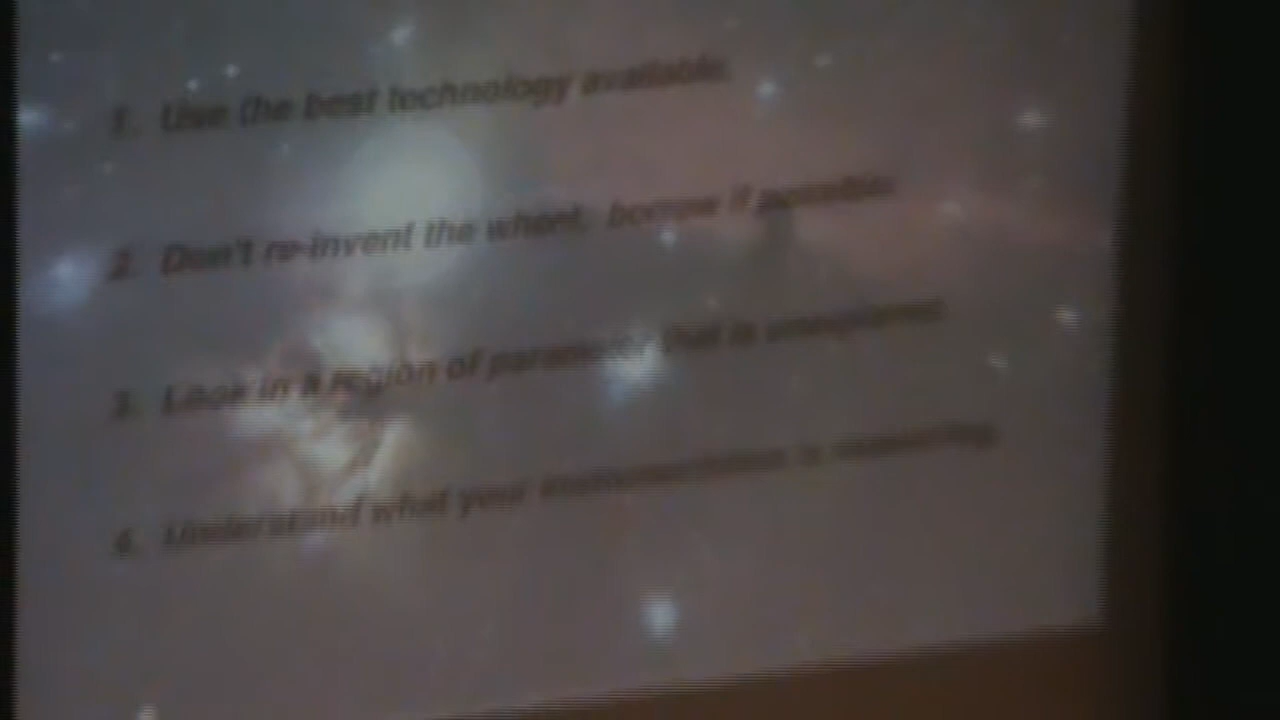 1. Use the best technology available.
2. Don't re-invent the wheel; borrow if possible.
3. Look in a region of parameter that is unexplored.
4. Understand what your instrumentation is measuring.